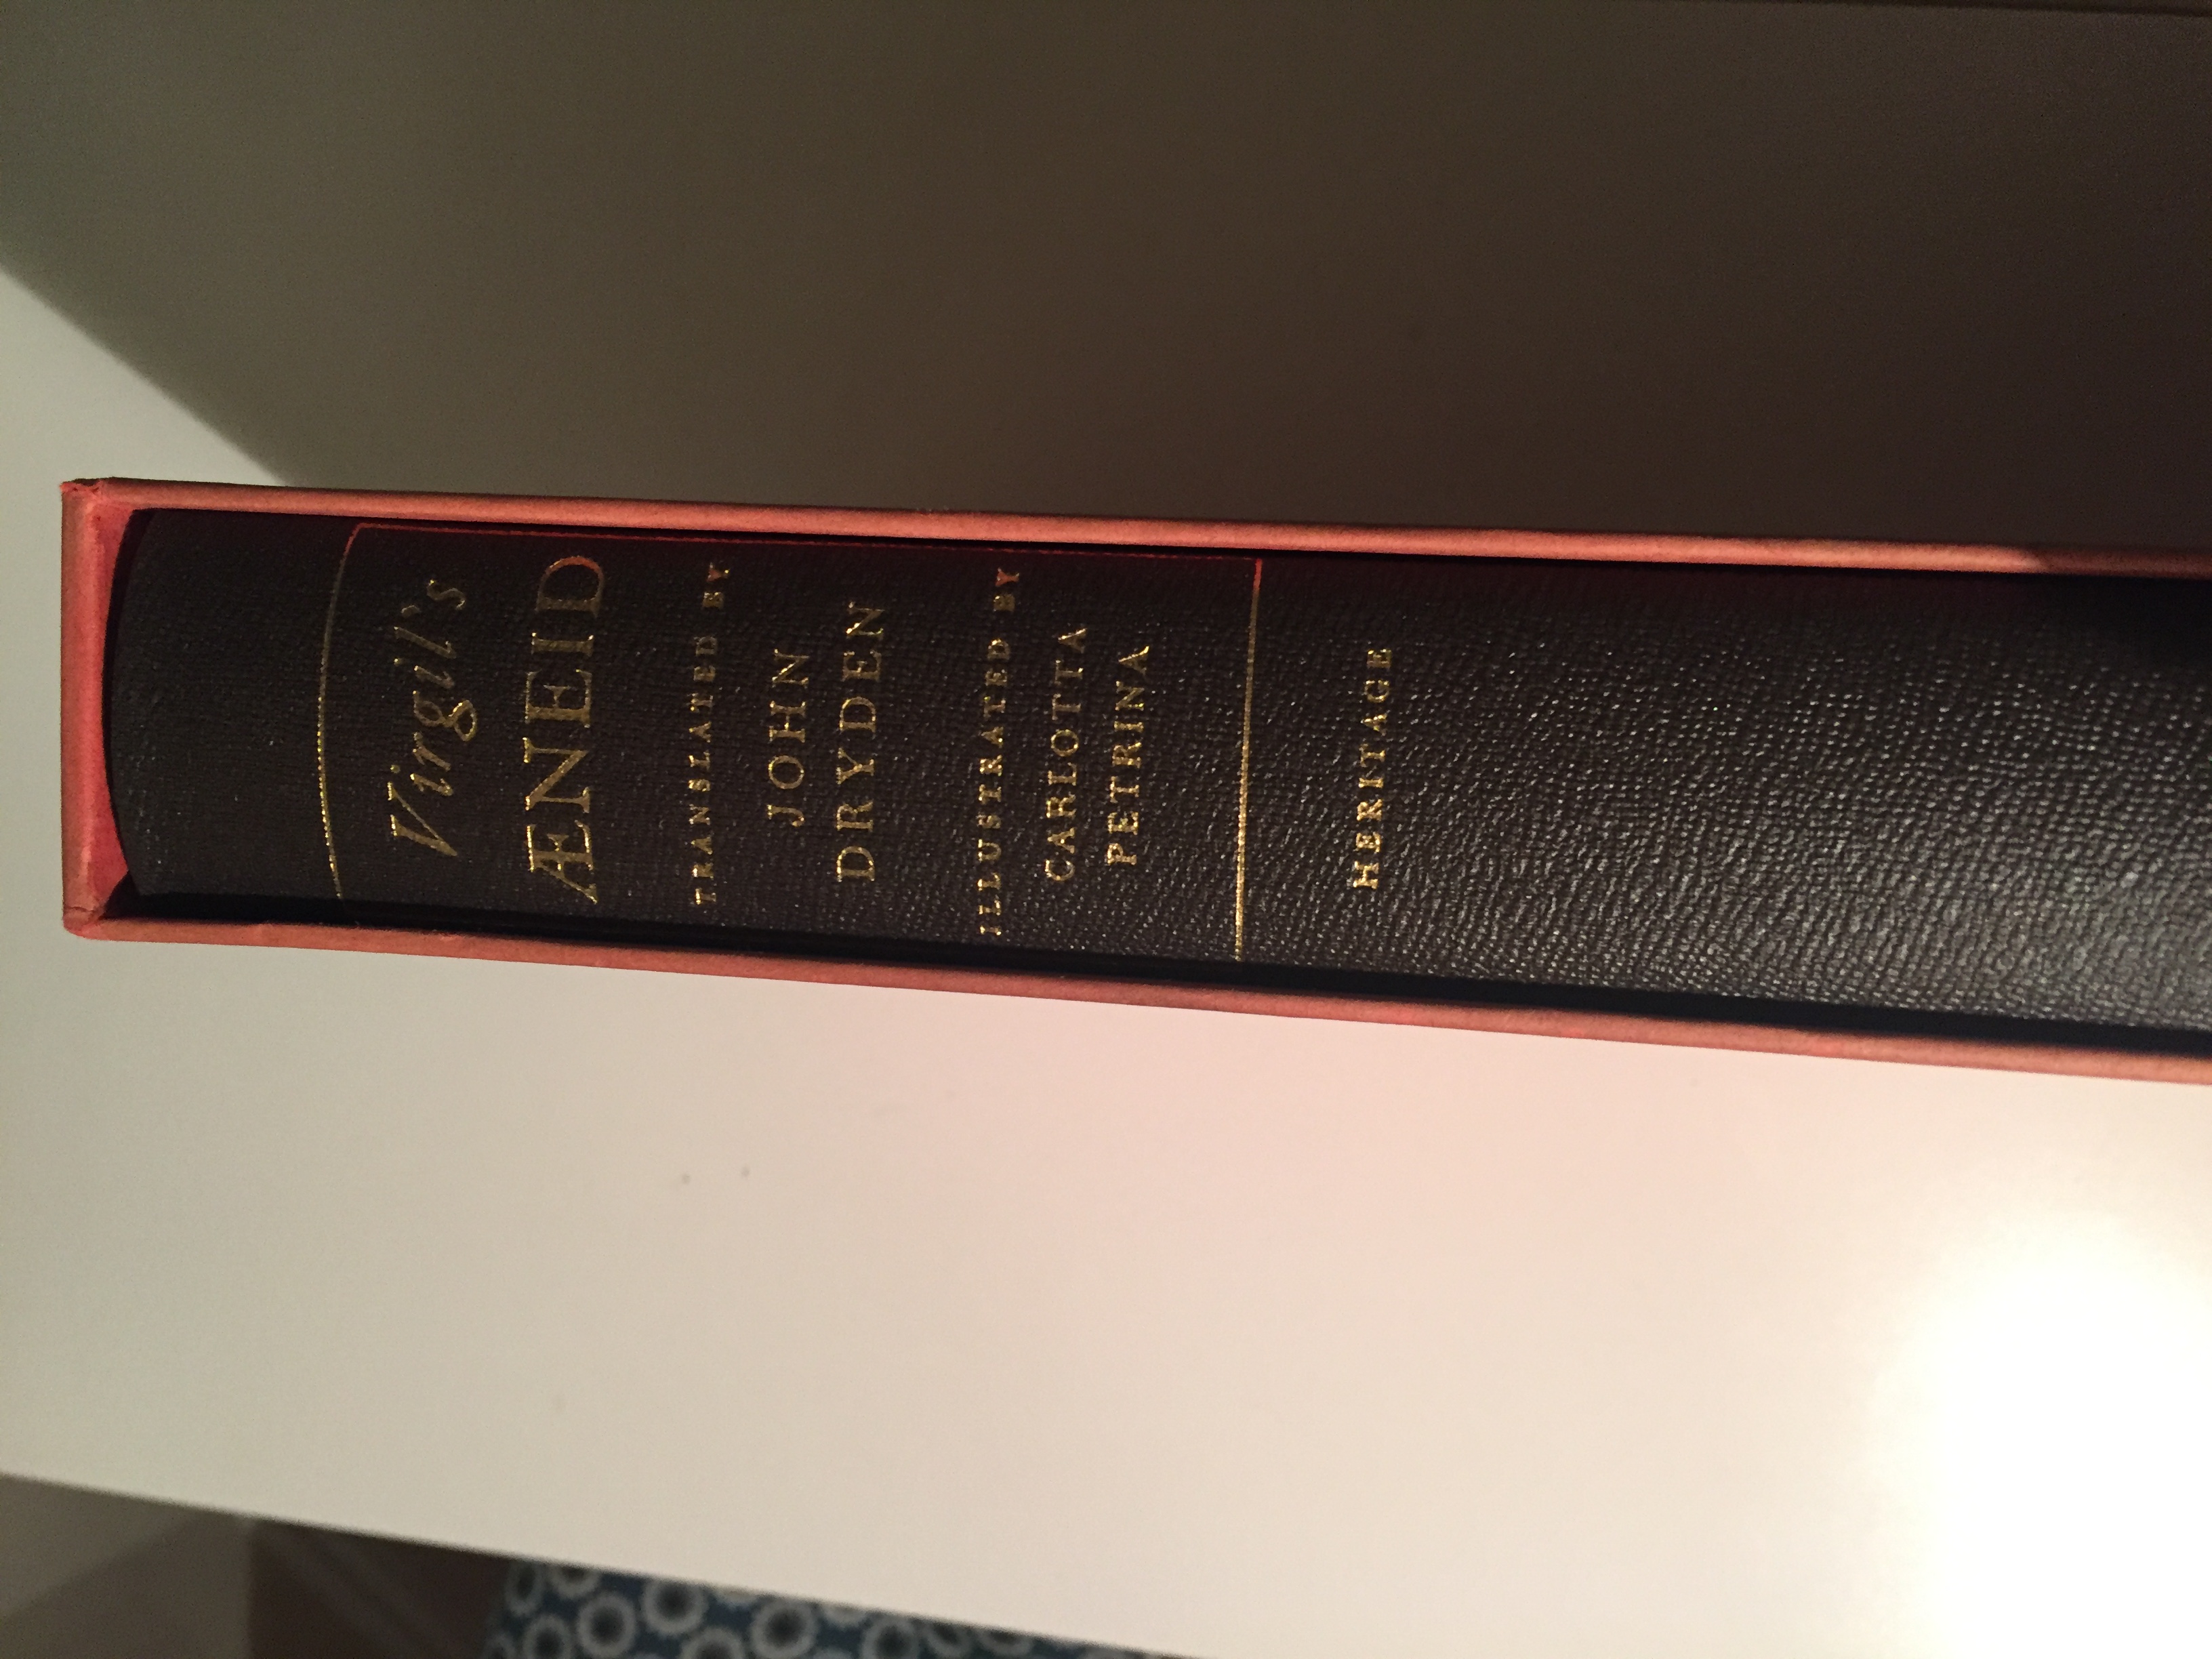 Virgil's
ÆNEID
TRANSLATED BY
JOHN
DRYDEN
ILLUSTRATED BY
CARLOTTA
PETRINA
HERITAGE